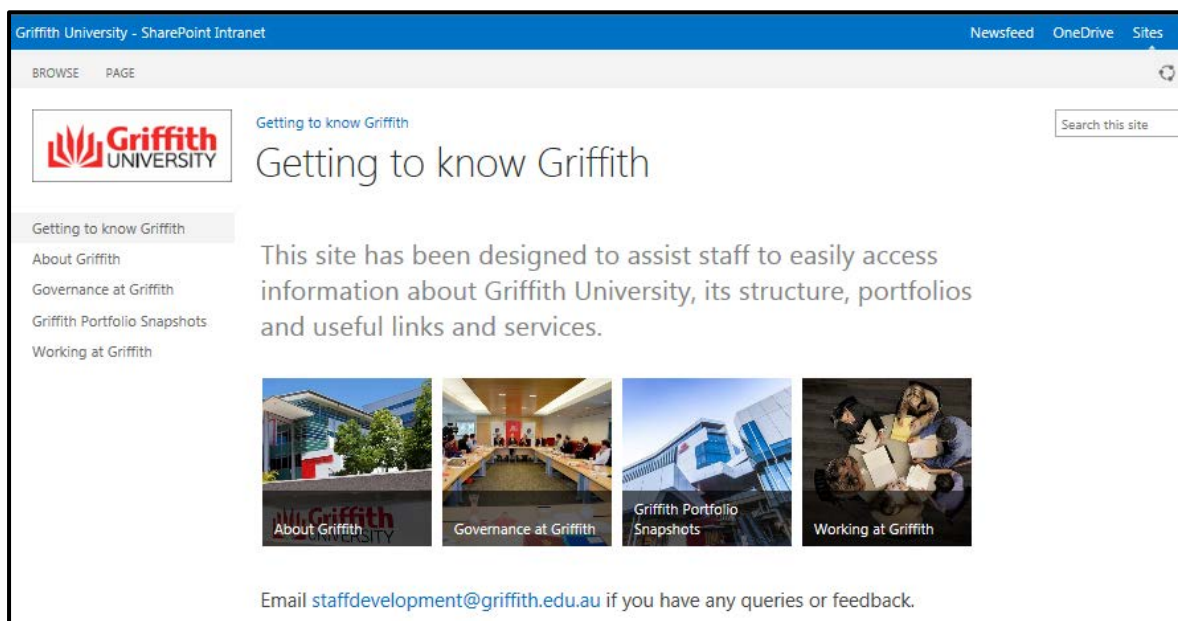 Griffith University - SharePoint Intranet
Newsfeed OneDrive Sites
BROWSE PAGE
Griffith
UNIVERSITY
Getting to know Griffith
Getting to know Griffith
Search this site
Getting to know Griffith
About Griffith
Governance at Griffith
Griffith Portfolio Snapshots
Working at Griffith
This site has been designed to assist staff to easily access
information about Griffith University, its structure, portfolios
and useful links and services.
Griffith
UNIVERSITY
About Griffith
Governance at Griffith
Griffith Portfolio
Snapshots
Working at Griffith
Email staffdevelopment@griffith.edu.au if you have any queries or feedback.